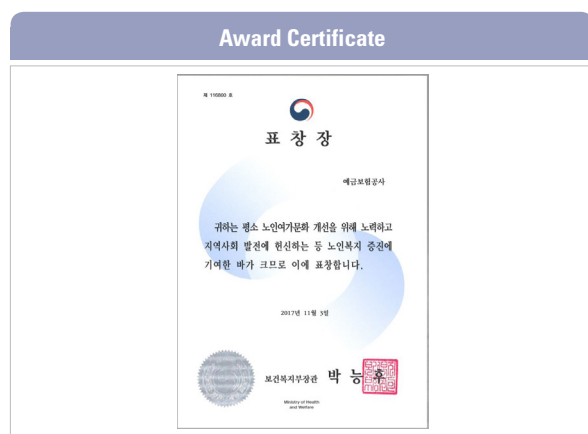 Award Certificate
제 116800 호
표 창 장
예금보험공사
귀하는 평소 노인여가문화 개선을 위해 노력하고
지역사회 발전에 헌신하는 등 노인복지 증진에
기여한 바가 크므로 이에 표창합니다.
2017년 11월 3일
보건복지부장관 박 능 후
Ministry of Health
and Welfare